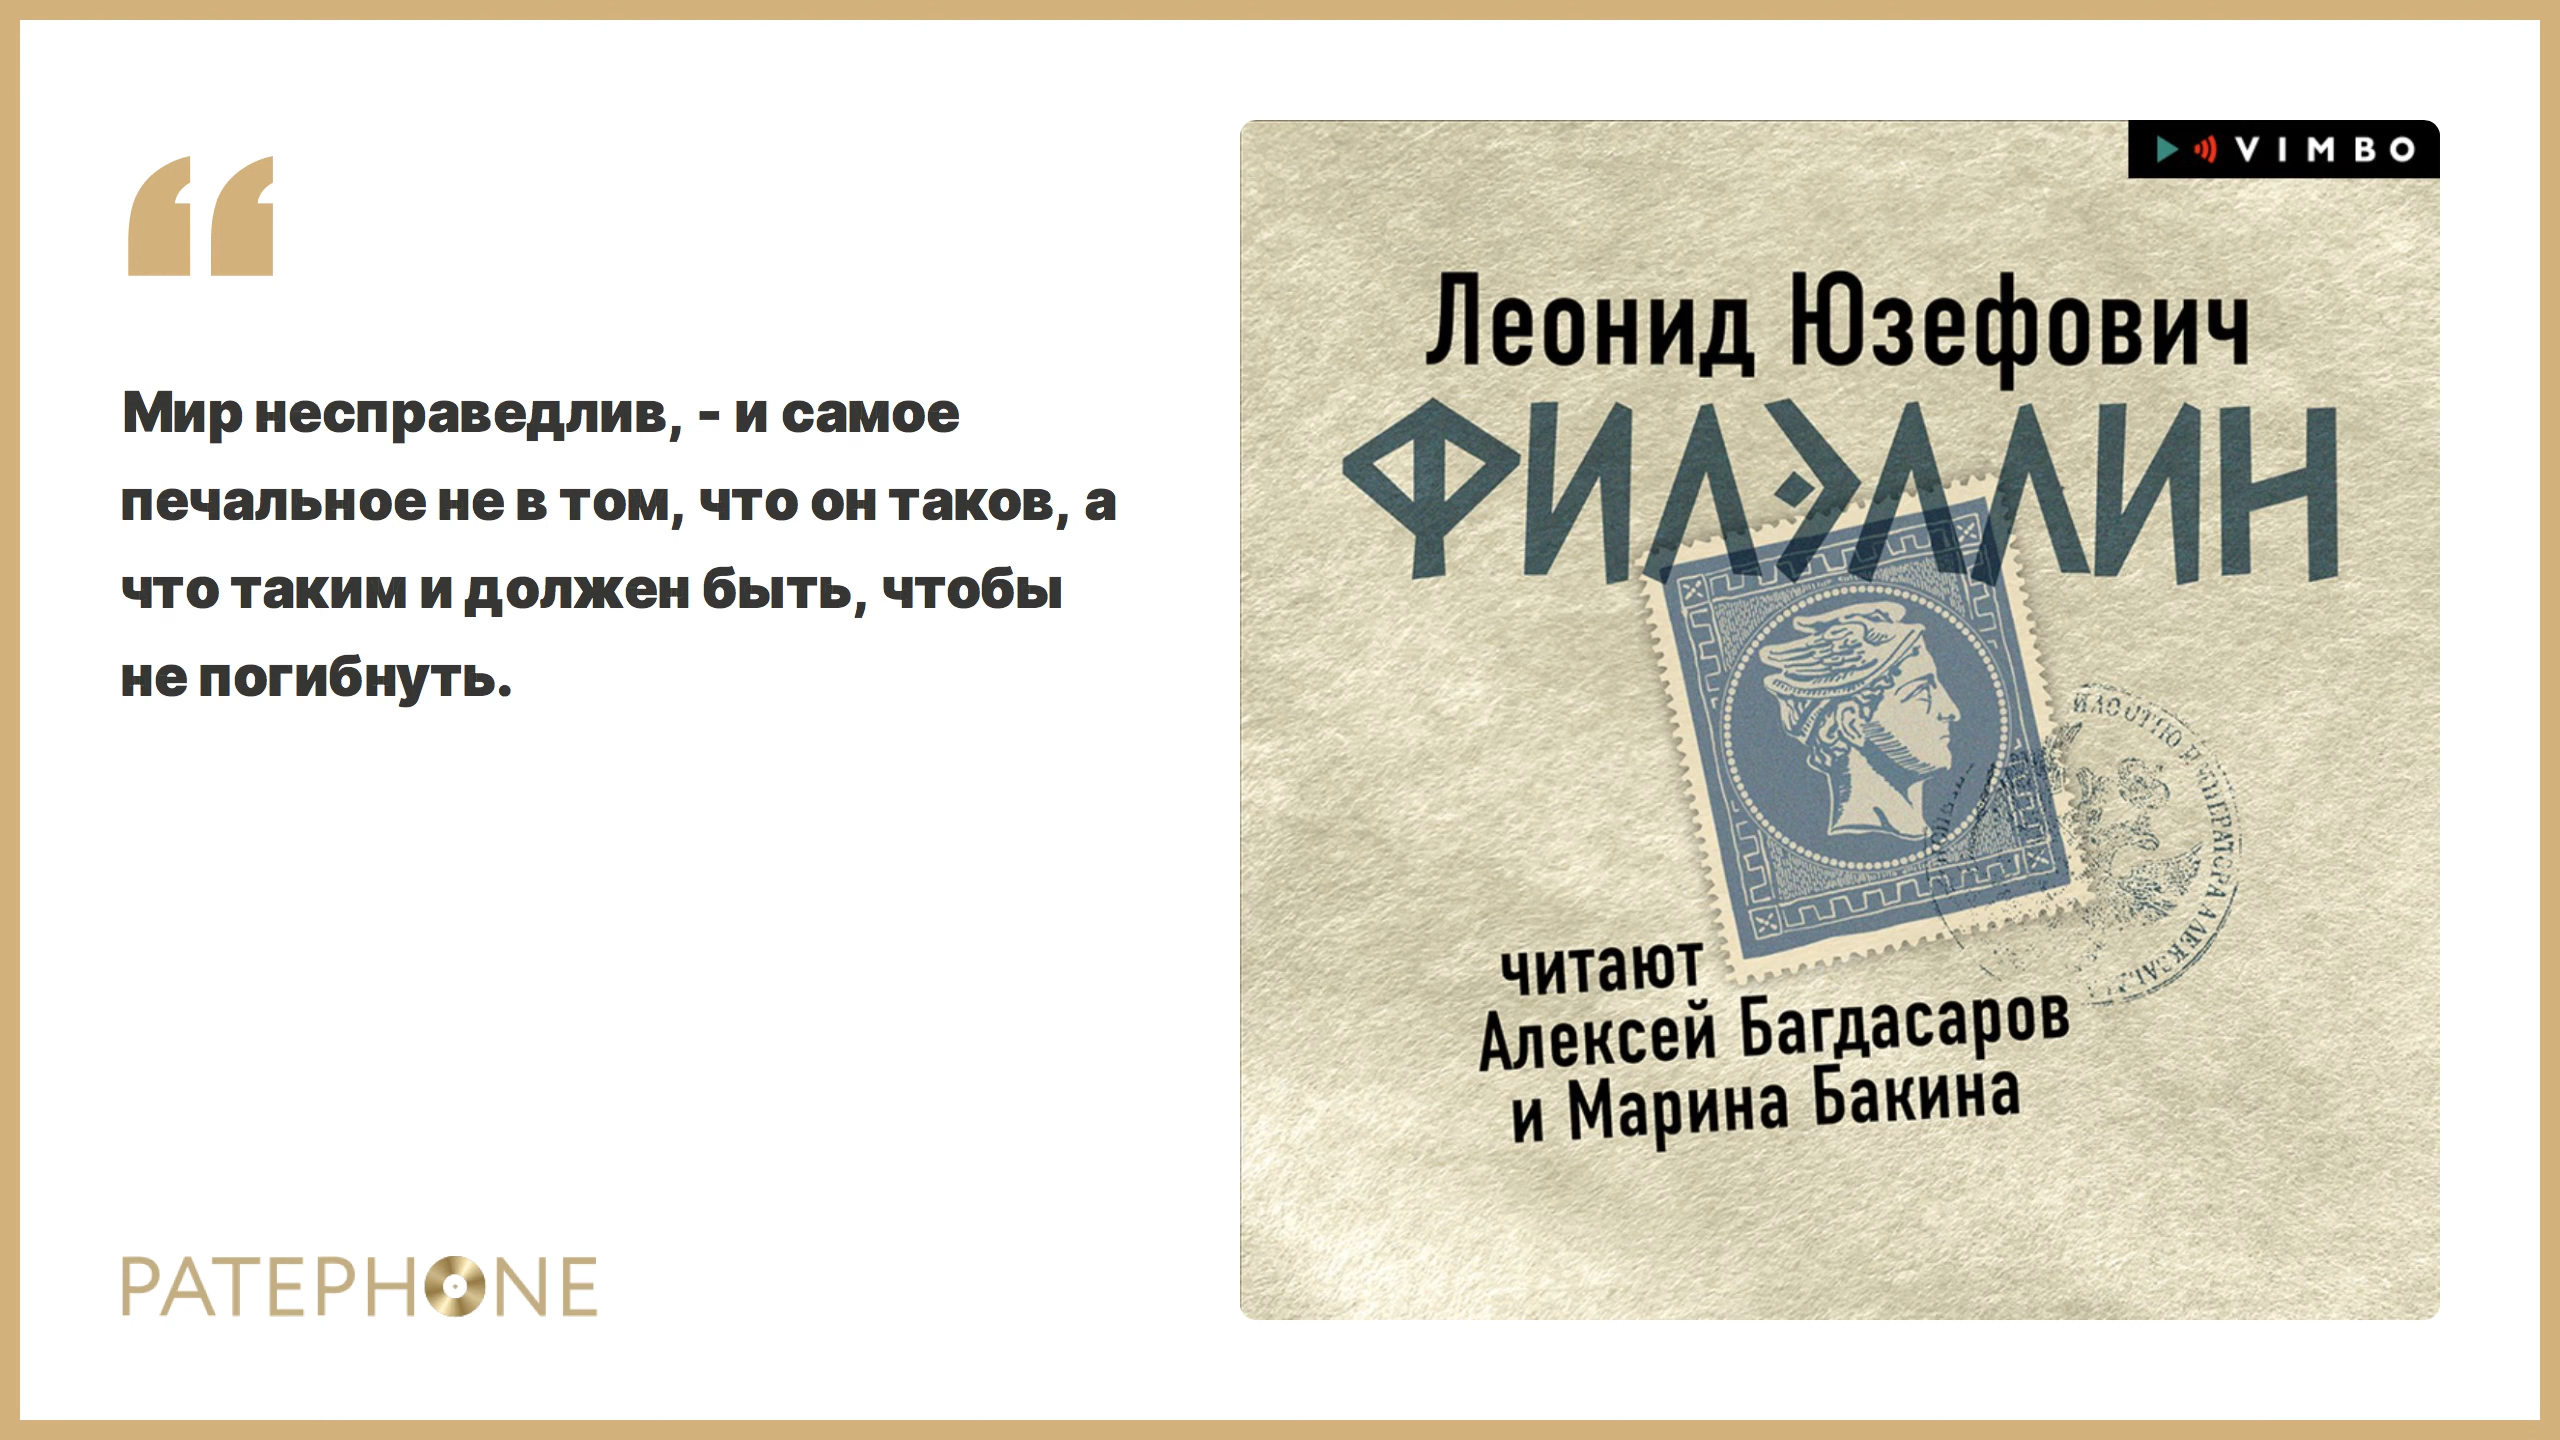 Мир несправедлив, - и самое
печальное не в том, что он таков, а
что таким и должен быть, чтобы
не погибнуть.
PATEPHONE
VIMBO
Леонид Юзефович
ФИЛЭЛЛИН
читают
Алексей Багдасаров
и Марина Бакина